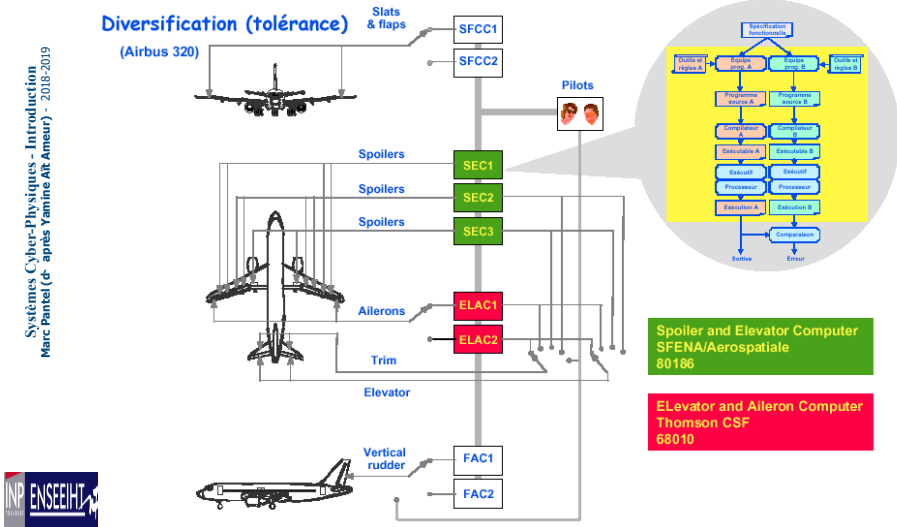 Diversification (tolérance)
(Airbus 320)
Systèmes Cyber-Physiques - Introduction
Marc Pantel (d' après Yamine Aït Ameur) - 2018-2019
Slats
& flaps
SFCC1
SFCC2
Pilots
Spoilers
SEC1
Spoilers
SEC2
Spoilers
SEC3
Ailerons
ELAC1
ELAC2
Trim
Elevator
Vertical
rudder
FAC1
FAC2
Spécification
fonctionnelle
Outils et
règles A
Equipe
prog. A
Equipe
prog. B
Outils et
règles B
Programme
source A
Programme
source B
Compilateur
A
Compilateur
B
Exécutable A
Exécutable B
Exécutif
Exécutif
Processeur
Processeur
Exécution A
Exécution B
Comparaison
Sorties
Erreur
Spoiler and Elevator Computer
SFENA/Aerospatiale
80186
ELevator and Aileron Computer
Thomson CSF
68010
INP
ENSEEIHT